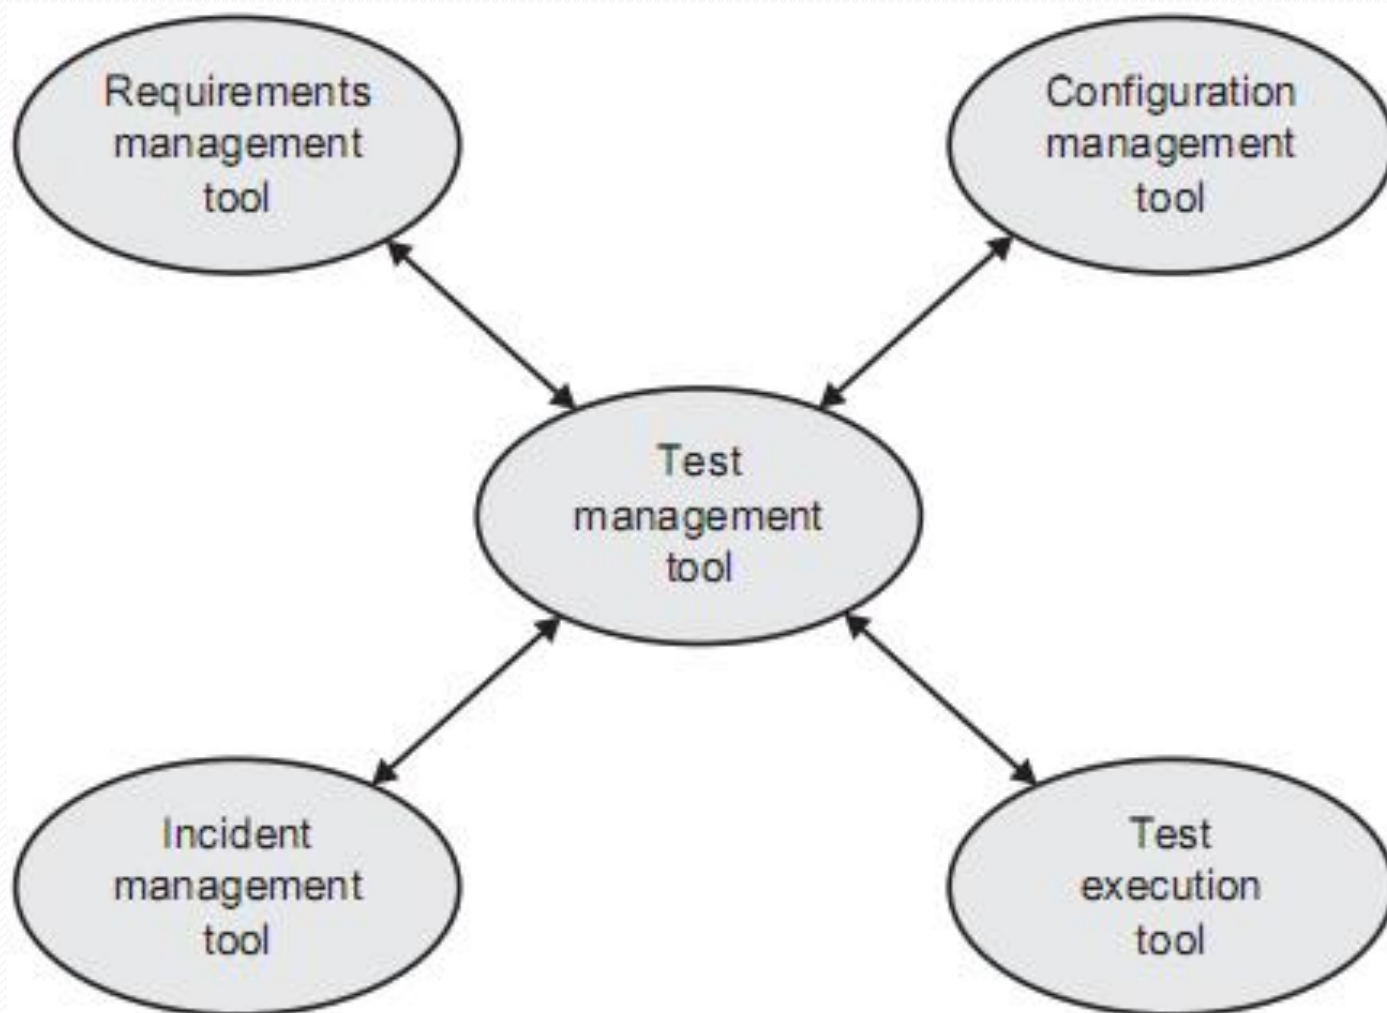 Requirements
management
tool
Configuration
management
tool
Test
management
tool
Incident
management
tool
Test
execution
tool